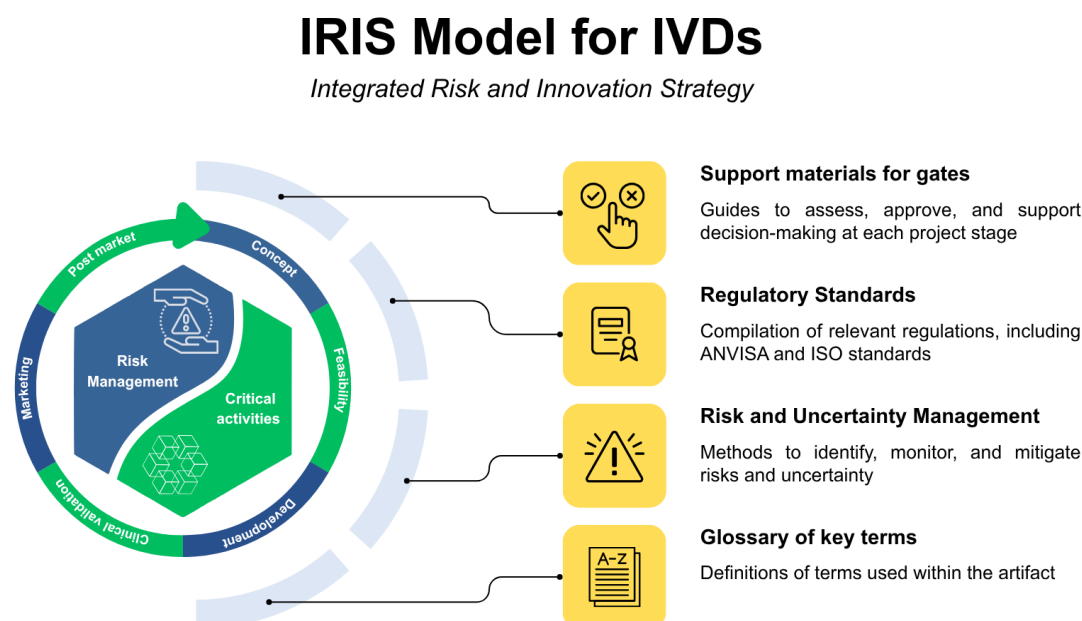 IRIS Model for IVDs
Integrated Risk and Innovation Strategy
Post market
Concept
Feasibility
Development
Clinical validation
Marketing
Risk
Management
Critical
activities
Support materials for gates
Guides to assess, approve, and support
decision-making at each project stage
Regulatory Standards
Compilation of relevant regulations, including
ANVISA and ISO standards
Risk and Uncertainty Management
Methods to identify, monitor, and mitigate
risks and uncertainty
A-Z
Glossary of key terms
Definitions of terms used within the artifact